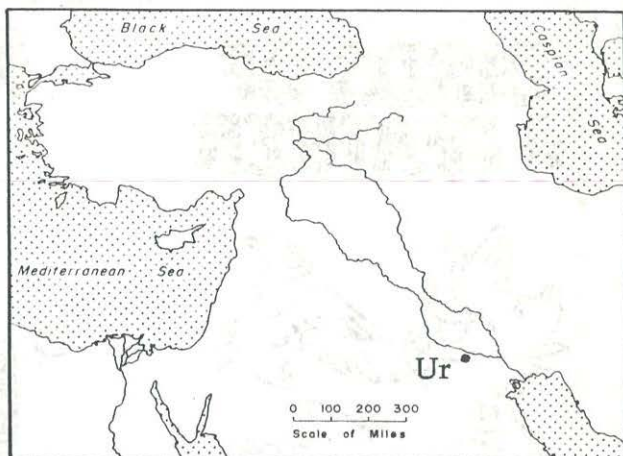 Black Sea
Caspian Sea
Mediterranean Sea
Ur
0 100 200 300
Scale of Miles